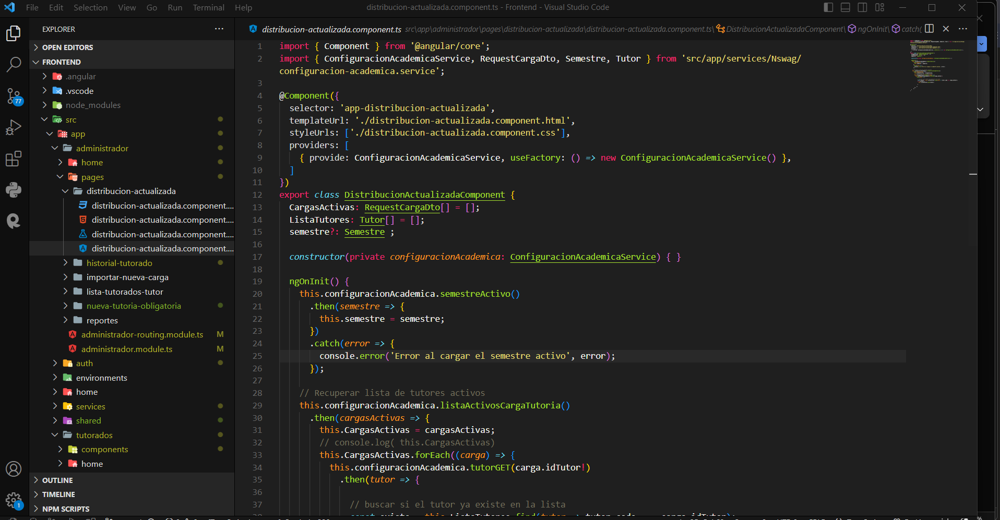 File Edit Selection View Go Run Terminal Help
distribucion-actualizada.component.ts - Frontend - Visual Studio Code
EXPLORER
distribucion-actualizada.component.ts src\app\administrador\pages\distribucion-actualizada\distribucion-actualizada.component.ts\ DistribucionActualizadaComponent\ ngOnInit\ catch(
OPEN EDITORS
FRONTEND
.angular
.vscode
node_modules
src
app
administrador
home
pages
distribucion-actualizada
distribucion-actualizada.component....
distribucion-actualizada.component....
distribucion-actualizada.component....
distribucion-actualizada.component....
historial-tutorado
importar-nueva-carga
lista-tutorados-tutor
nueva-tutoria-obligatoria
reportes
administrador-routing.module.ts M
administrador.module.ts M
auth
environments
home
services
shared
tutorados
components
home
OUTLINE
TIMELINE
NPM SCRIPTS
77
1
1 import { Component } from '@angular/core';
2 import { ConfiguracionAcademicaService, RequestCargaDto, Semestre, Tutor } from 'src/app/services/Nswag/
configuracion-academica.service';
3
4 @Component({
5 selector: 'app-distribucion-actualizada',
6 templateUrl: './distribucion-actualizada.component.html',
7 styleUrls: ['./distribucion-actualizada.component.css'],
8 providers: [
9 { provide: ConfiguracionAcademicaService, useFactory: () => new ConfiguracionAcademicaService() },
10 ]
11 })
12 export class DistribucionActualizadaComponent {
13 CargasActivas: RequestCargaDto[] = [];
14 ListaTutores: Tutor[] = [];
15 semestre?: Semestre ;
16
17 constructor(private configuracionAcademica: ConfiguracionAcademicaService) { }
18
19 ngOnInit() {
20 this.configuracionAcademica.semestreActivo()
21 .then(semestre => {
22 this.semestre = semestre;
23 })
24 .catch(error => {
25 console.error('Error al cargar el semestre activo', error);
26 });
27
28 // Recuperar lista de tutores activos
29 this.configuracionAcademica.listaActivosCargaTutoria()
30 .then(cargasActivas => {
31 this.CargasActivas = cargasActivas;
32 // console.log( this.CargasActivas)
33 this.CargasActivas.forEach((carga) => {
34 this.configuracionAcademica.tutorGET(carga.idTutor!)
35 .then(tutor => {
36
37 // buscar si el tutor ya existe en la lista